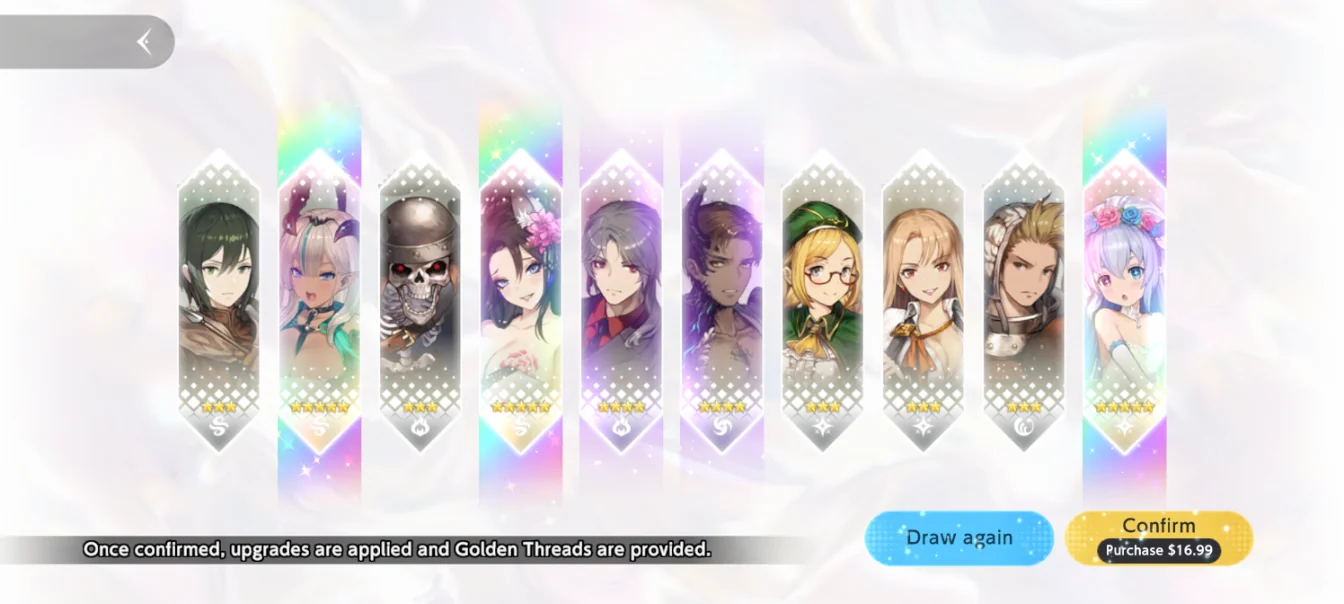 Once confirmed, upgrades are applied and Golden Threads are provided.
Draw again
Confirm
Purchase $16.99